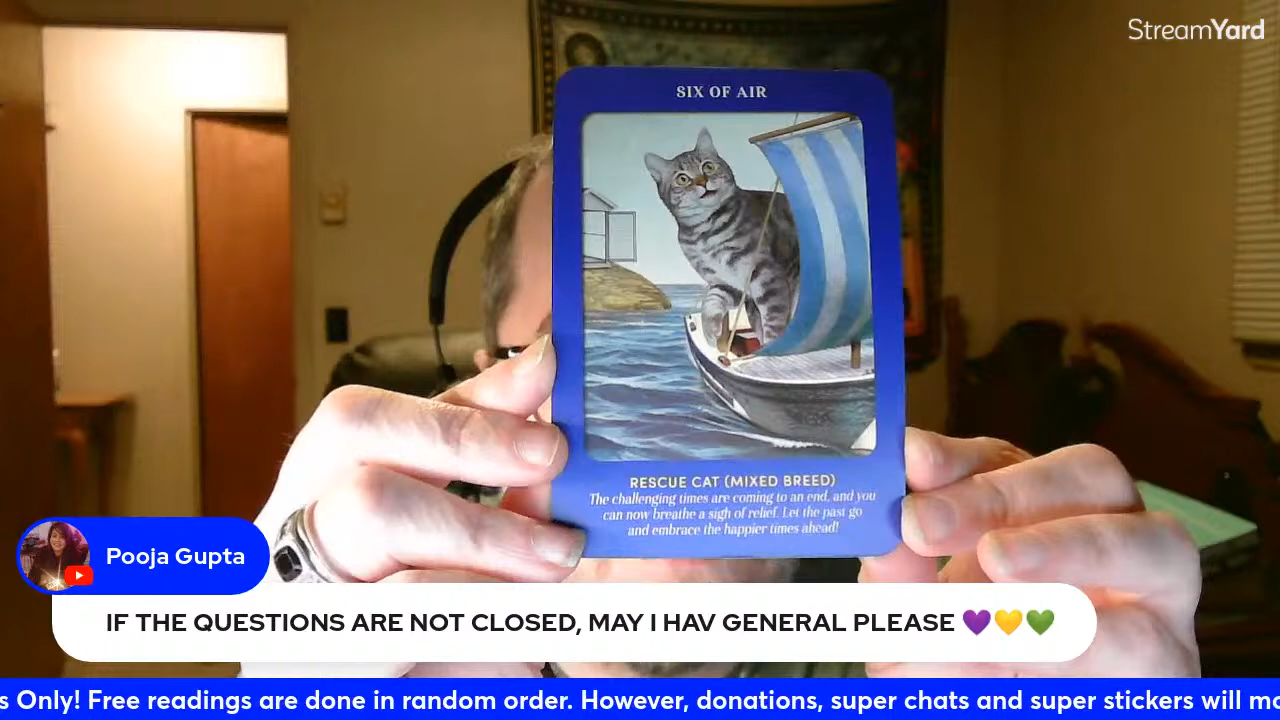 StreamYard
SIX OF AIR
RESCUE CAT (MIXED BREED)
The challenging times are coming to an end, and you
can now breathe a sigh of relief. Let the past go
and embrace the happier times ahead!
Pooja Gupta
IF THE QUESTIONS ARE NOT CLOSED, MAY I HAV GENERAL PLEASE 💜💛💚
s Only! Free readings are done in random order. However, donations, super chats and super stickers will